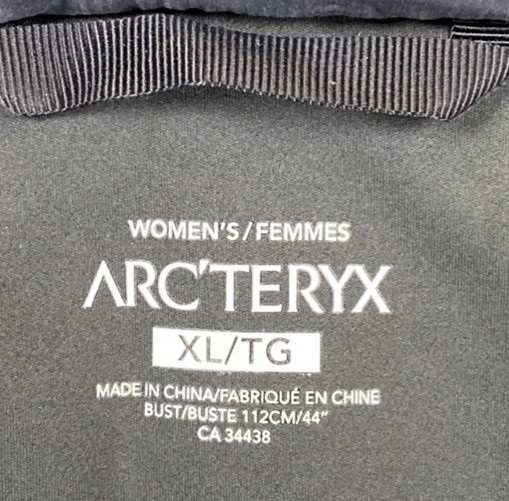 WOMEN'S/FEMMES
ARC'TERYX
XL/TG
MADE IN CHINA/FABRIQUÉ EN CHINE
BUST/BUSTE 112CM/44"
CA 34438